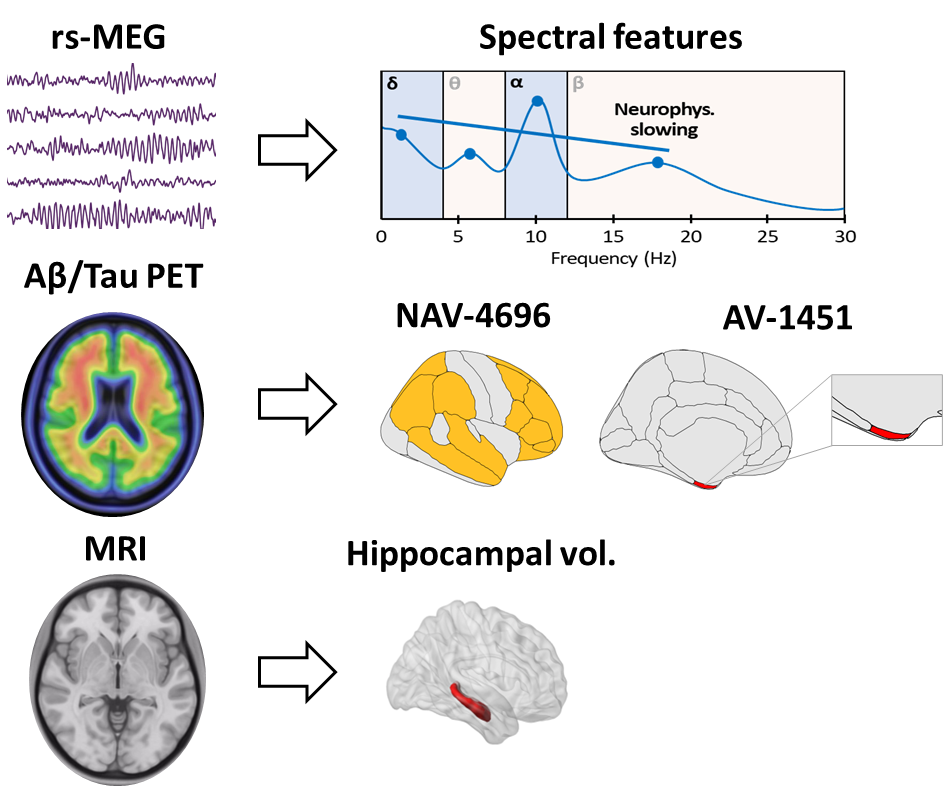 rs-MEG
Spectral features
δ
θ
α
β
Neurophys.
slowing
0
5
10
15
20
25
30
Frequency (Hz)
Aβ/Tau PET
NAV-4696
AV-1451
MRI
Hippocampal vol.